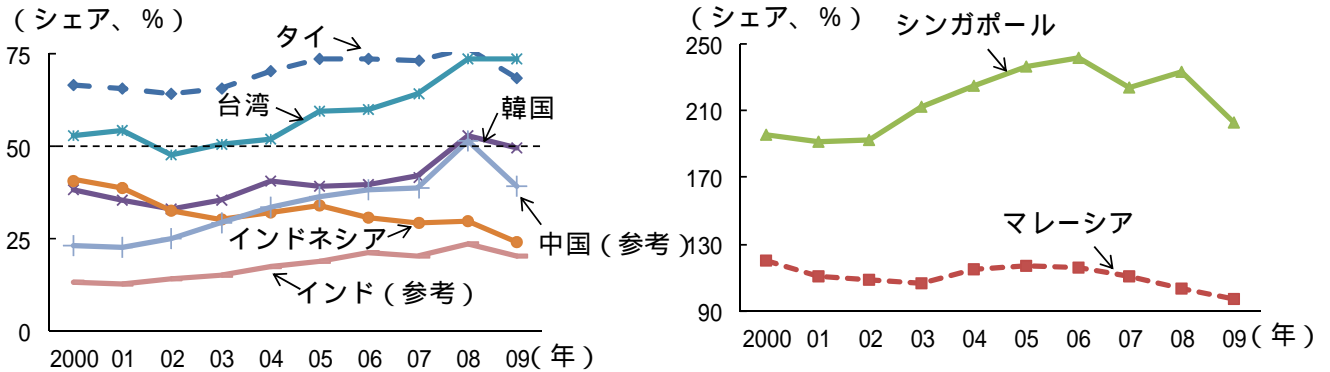 (シェア、%)
75
50
25
0
タイ
台湾
韓国
インドネシア
中国(参考)
インド(参考)
2000 01 02 03 04 05 06 07 08 09(年)
(シェア、%)
250
210
170
130
90
シンガポール
マレーシア
2000 01 02 03 04 05 06 07 08 09(年)